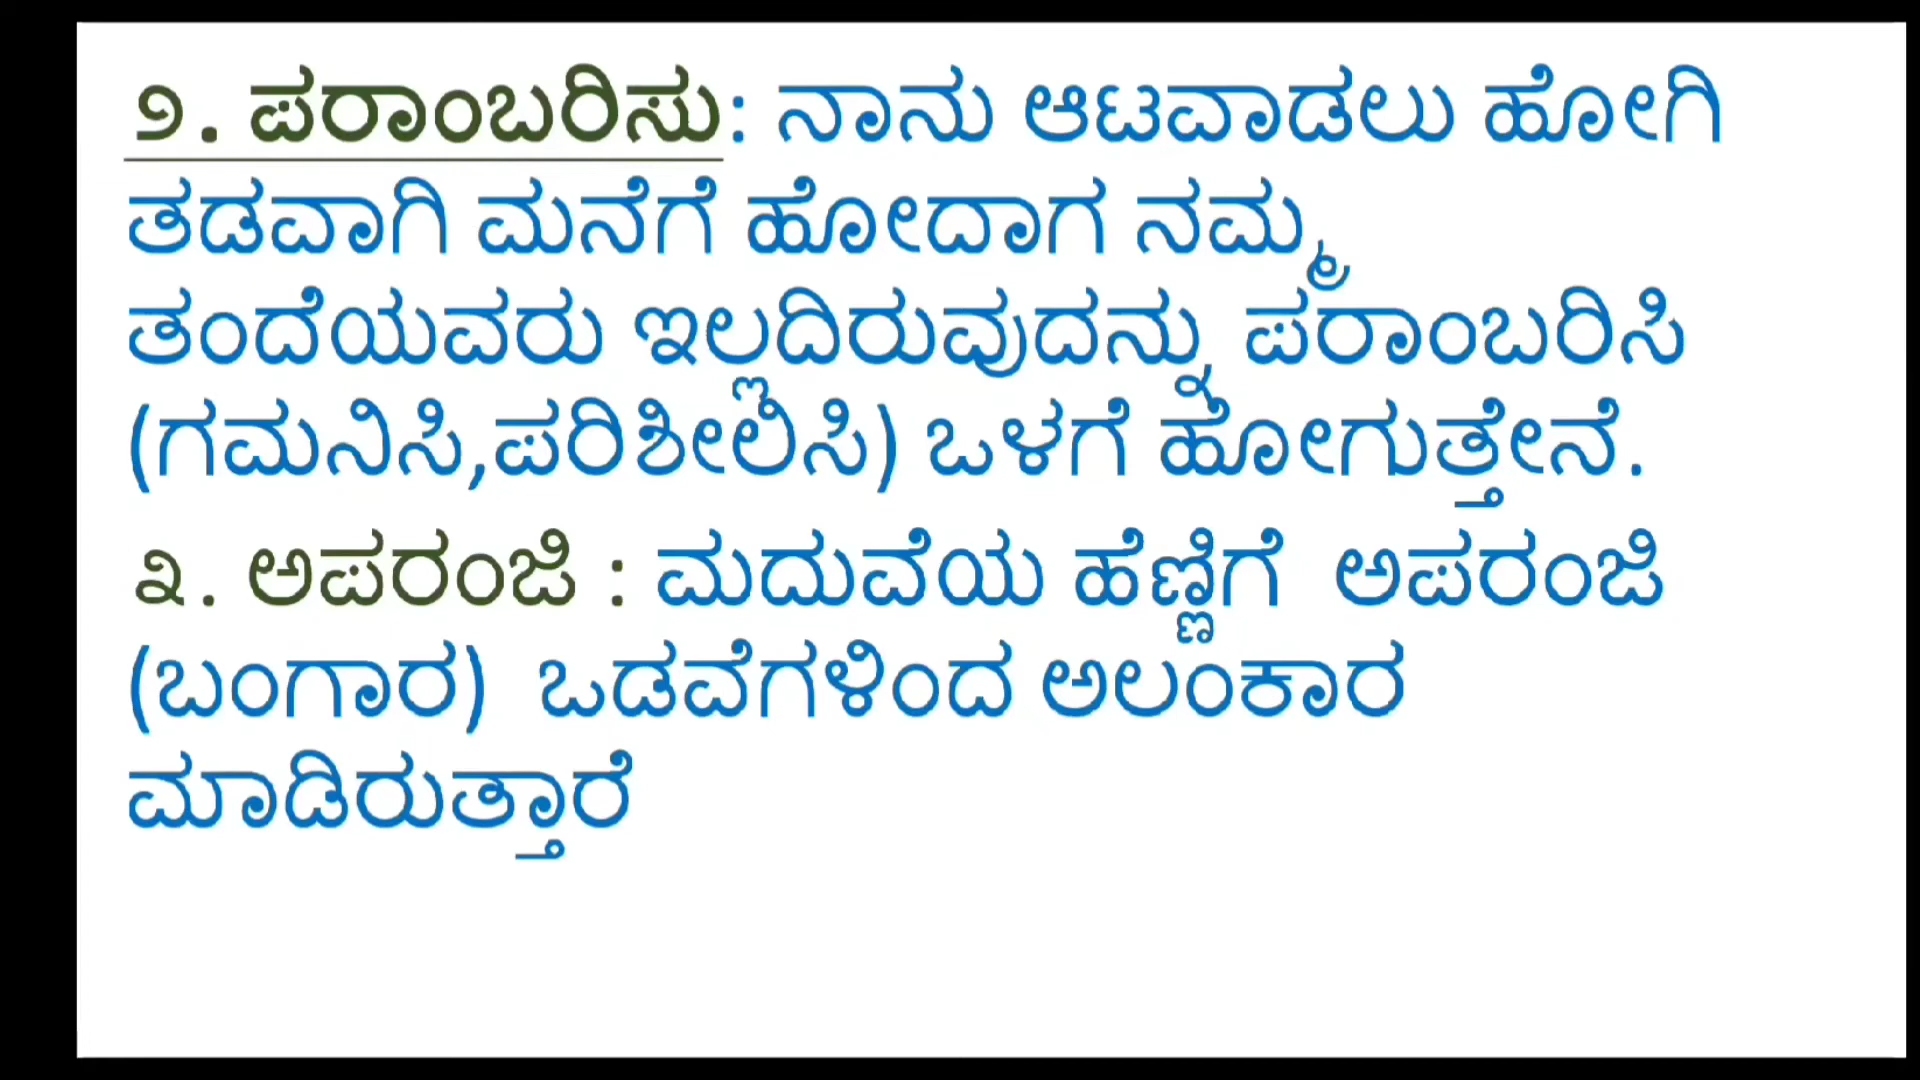 ೨. ಪರಾಂಬರಿಸು: ನಾನು ಆಟವಾಡಲು ಹೋಗಿ
ತಡವಾಗಿ ಮನೆಗೆ ಹೋದಾಗ ನಮ್ಮ
ತಂದೆಯವರು ಇಲ್ಲದಿರುವುದನ್ನು ಪರಾಂಬರಿಸಿ
(ಗಮನಿಸಿ,ಪರಿಶೀಲಿಸಿ) ಒಳಗೆ ಹೋಗುತ್ತೇನೆ.
೩. ಅಪರಂಜಿ : ಮದುವೆಯ ಹೆಣ್ಣಿಗೆ ಅಪರಂಜಿ
(ಬಂಗಾರ) ಒಡವೆಗಳಿಂದ ಅಲಂಕಾರ
ಮಾಡಿರುತ್ತಾರೆ